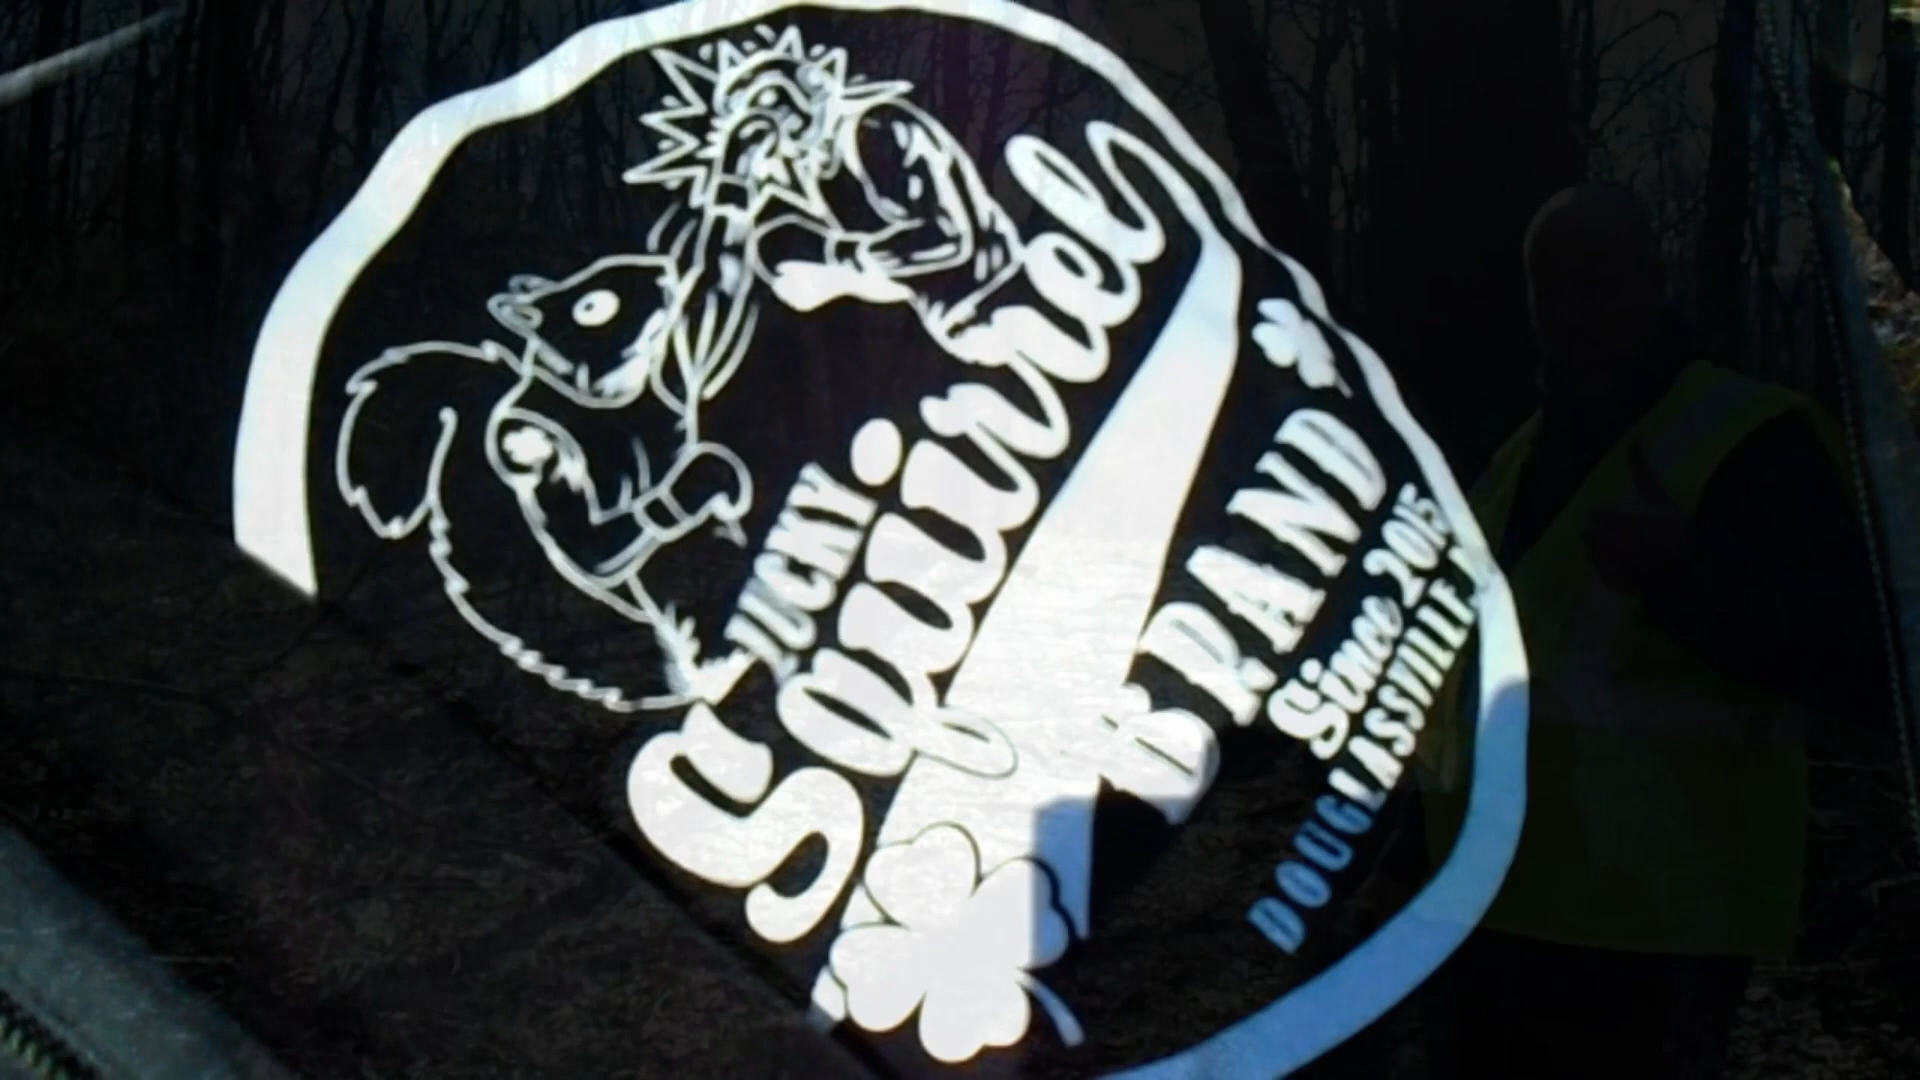 LUCKY
Squirrel
BRAND
Since 2015
DOUGLASSVILLE,